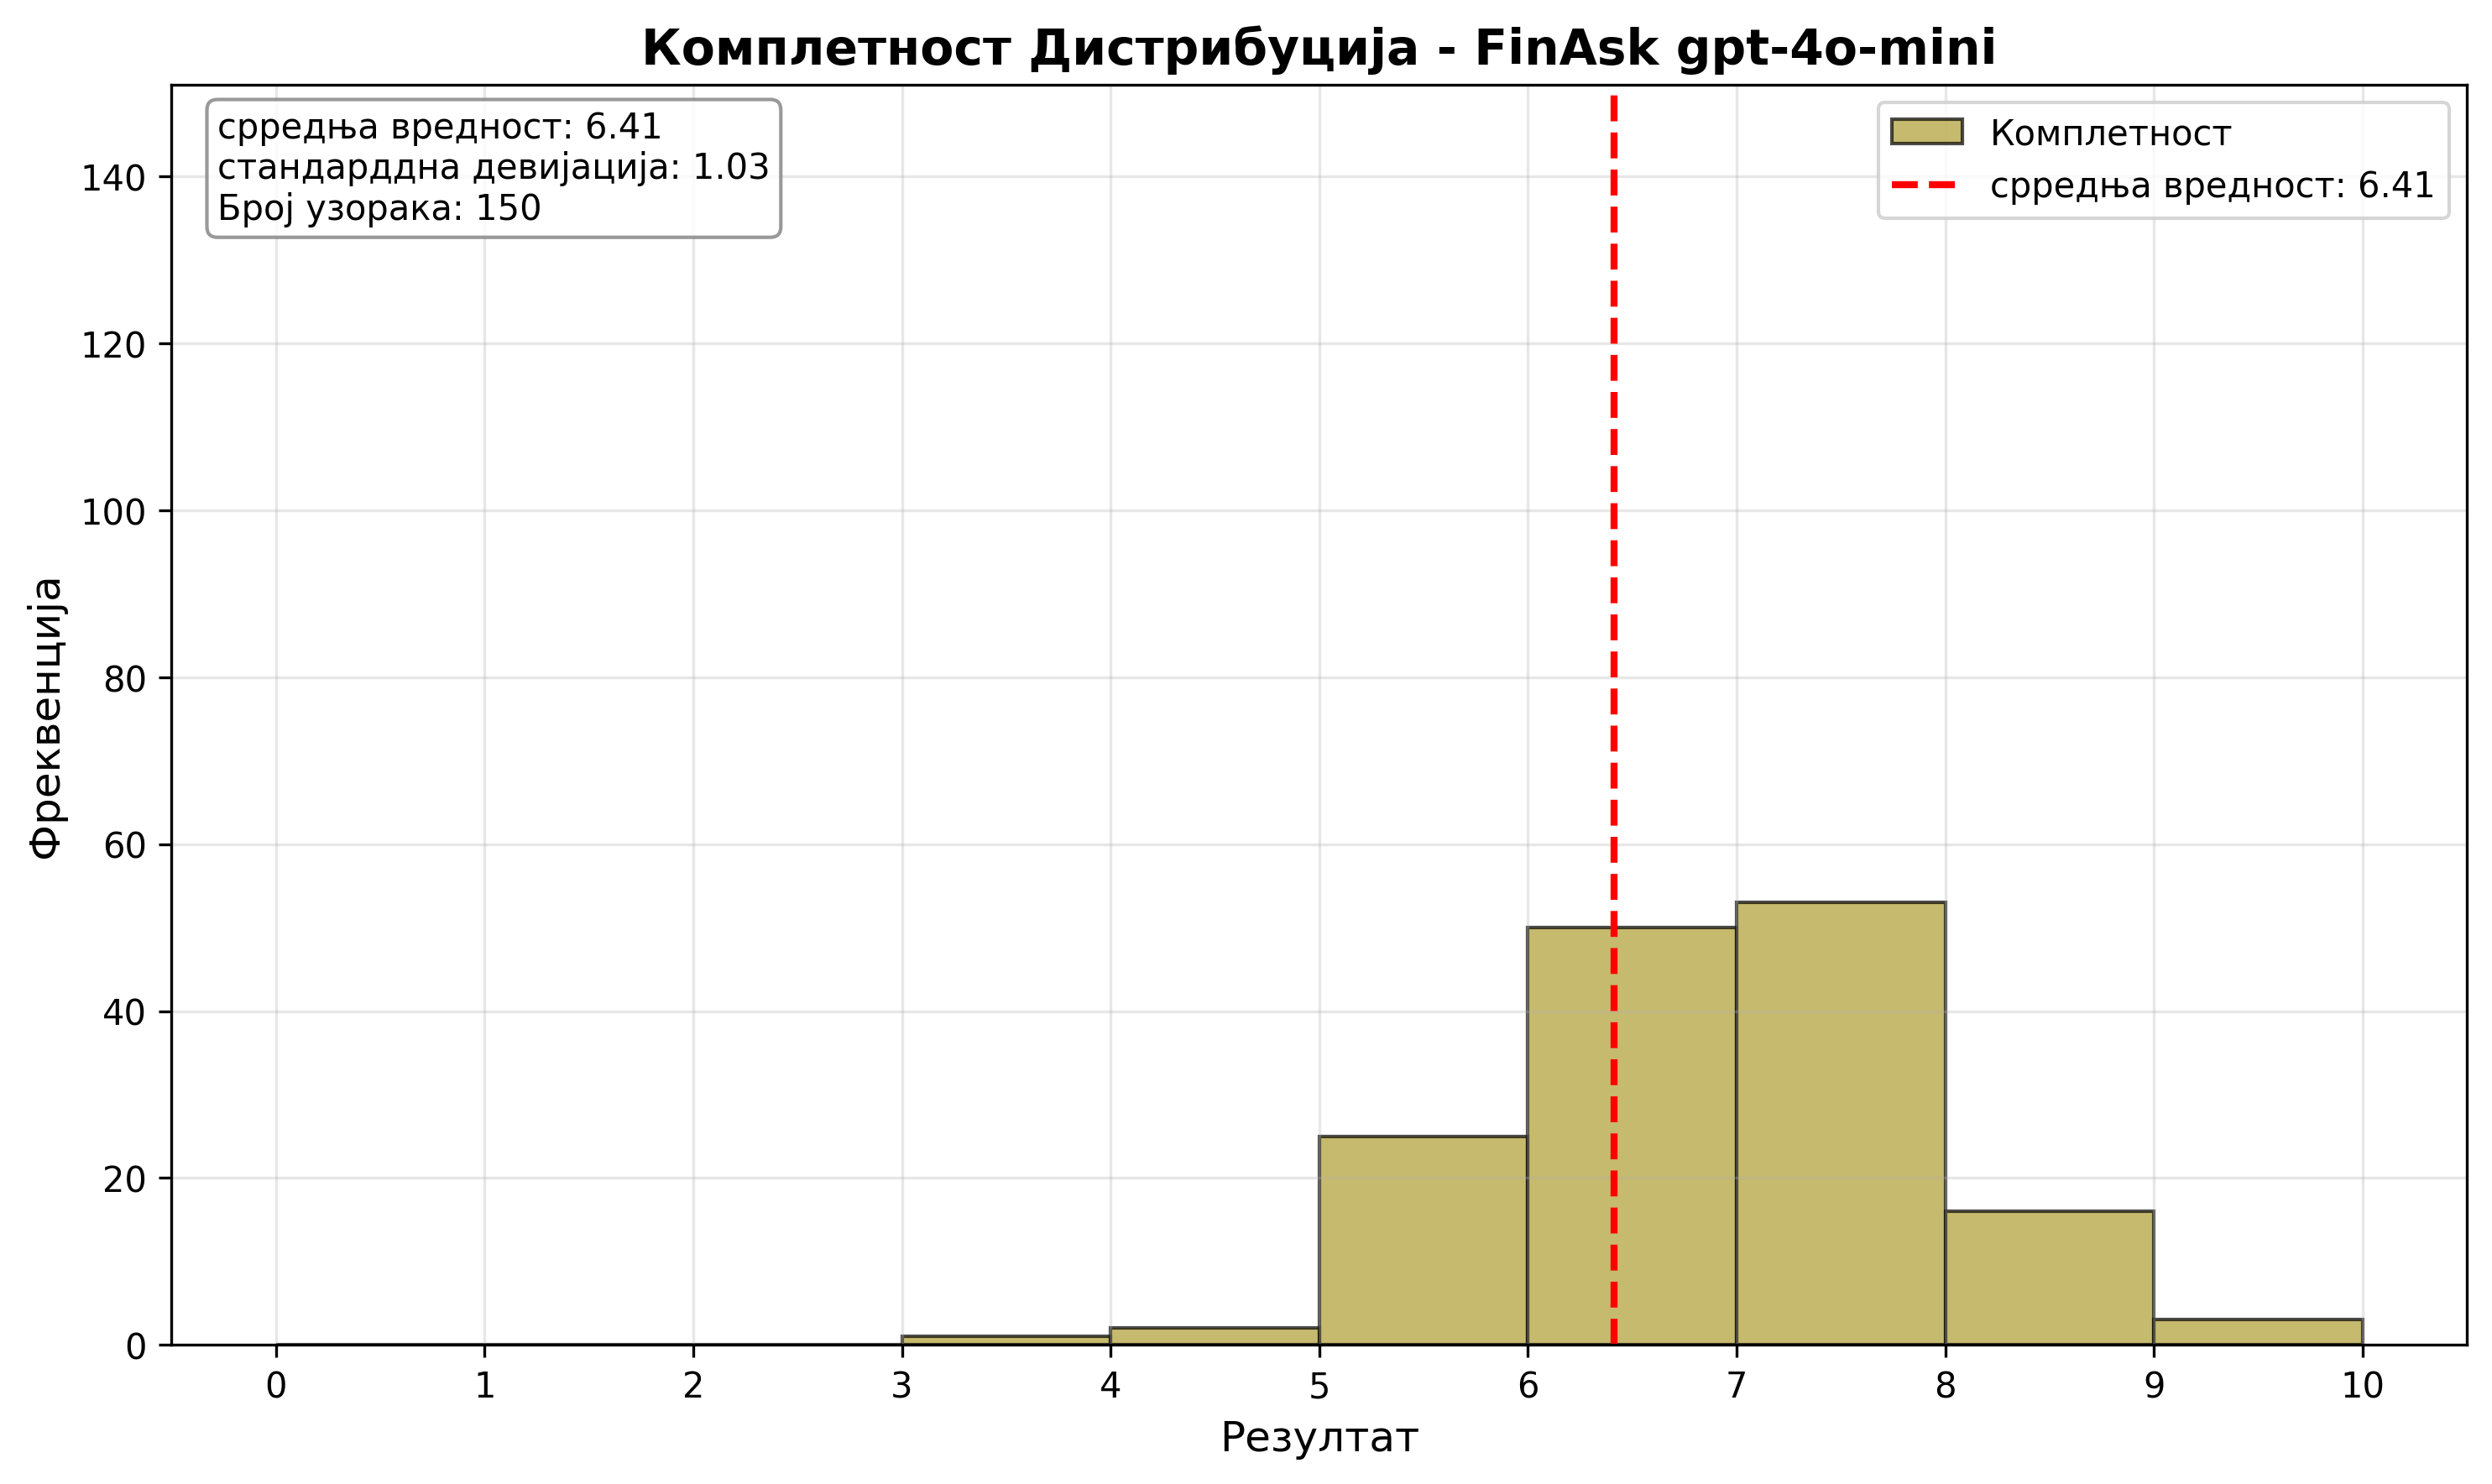 Комплетност Дистрибуција - FinAsk gpt-4o-mini
срредња вредност: 6.41
стандарддна девијација: 1.03
Број узорака: 150
Комплетност
срредња вредност: 6.41
Фреквенција
140
120
100
80
60
40
20
0
0 1 2 3 4 5 6 7 8 9 10
Резултат